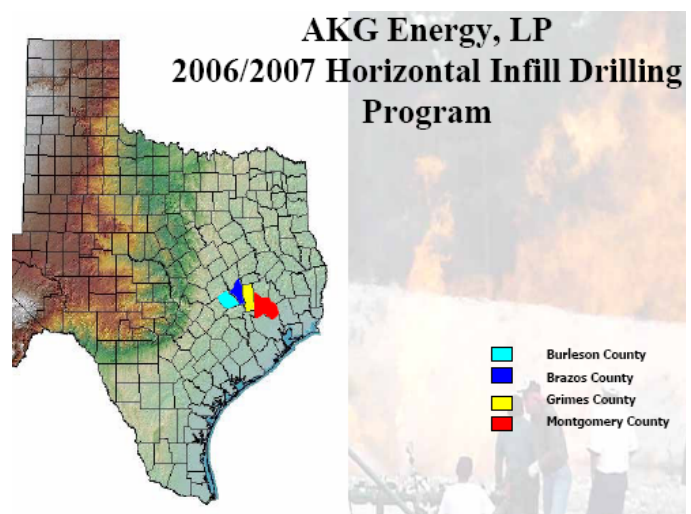 AKG Energy, LP
2006/2007 Horizontal Infill Drilling
Program
Burleson County
Brazos County
Grimes County
Montgomery County